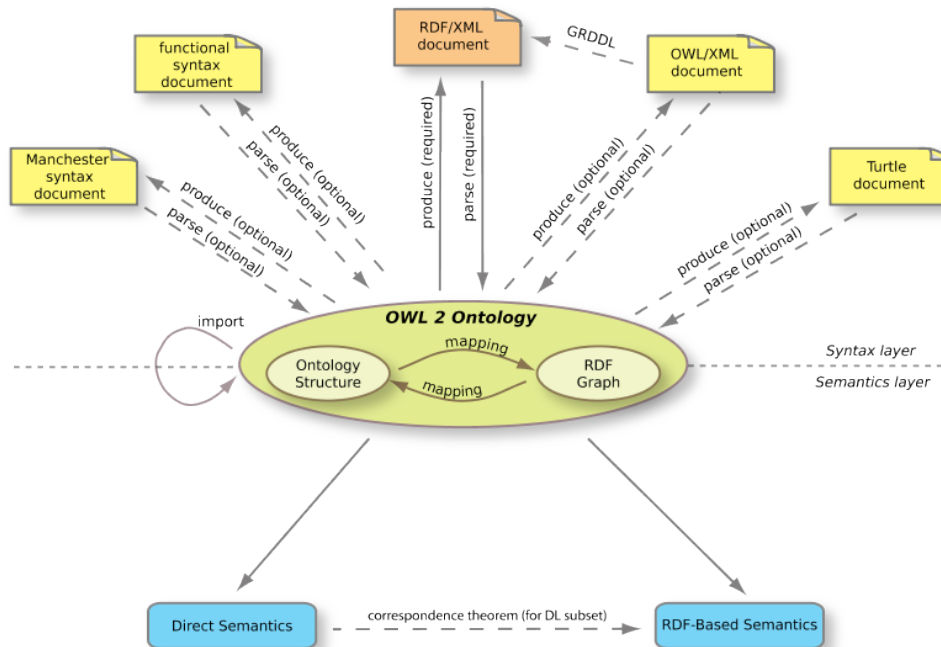 RDF/XML
document
GRDDL
functional
syntax
document
OWL/XML
document
Manchester
syntax
document
Turtle
document
produce (optional)
parse (optional)
produce (optional)
parse (optional)
produce (required)
parse (required)
produce (optional)
parse (optional)
produce (optional)
parse (optional)
import
OWL 2 Ontology
mapping
Ontology
Structure
RDF
Graph
mapping
Syntax layer
Semantics layer
Direct Semantics
correspondence theorem (for DL subset)
RDF-Based Semantics